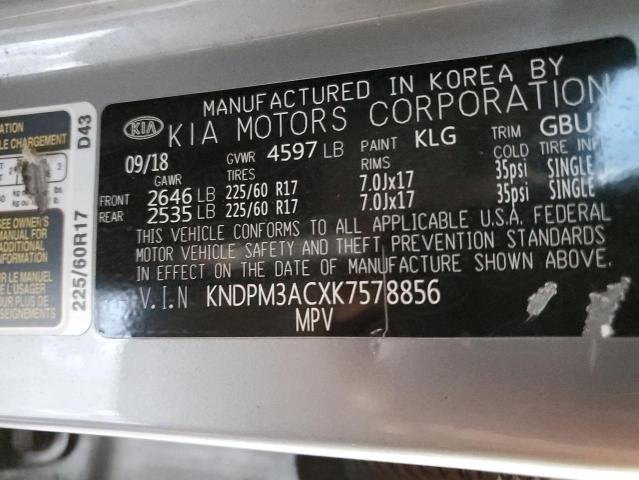 MANUFACTURED IN KOREA BY
KIA KIA MOTORS CORPORATION
09/18 GVWR 4597 LB PAINT KLG TRIM GBU
GAWR TIRES RIMS COLD TIRE
FRONT 2646 LB 225/60 R17 7.0Jx17 35psi SINGLE
REAR 2535 LB 225/60 R17 7.0Jx17 35psi SINGLE
THIS VEHICLE CONFORMS TO ALL APPLICABLE U.S.A. FEDERAL
MOTOR VEHICLE SAFETY AND THEFT PREVENTION STANDARDS
IN EFFECT ON THE DATE OF MANUFACTURE SHOWN ABOVE.
V.I.N KNDPM3ACXK7578856
MPV
D43
225/60R17
CHARGEMENT
SEE OWNER'S
MANUAL FOR
ADDITIONAL
INFORMATION
LE MANUEL
L'USAGER